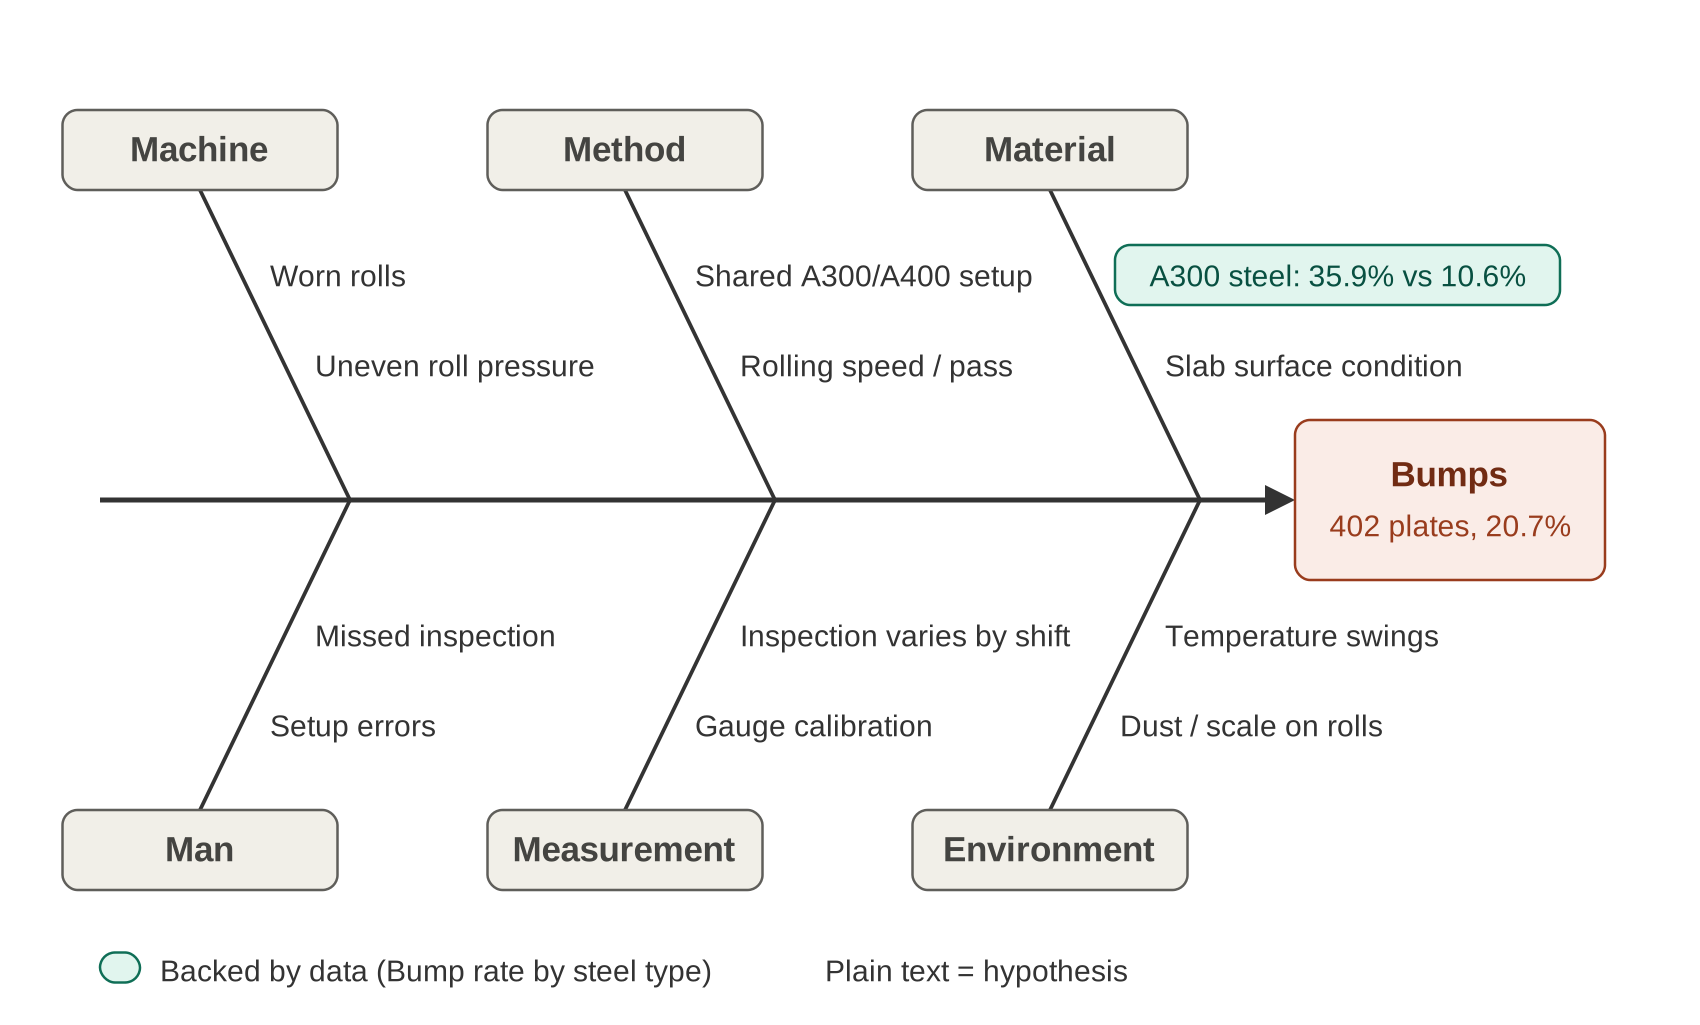 Machine
Method
Material
Worn rolls
Shared A300/A400 setup
A300 steel: 35.9% vs 10.6%
Uneven roll pressure
Rolling speed / pass
Slab surface condition
Bumps
402 plates, 20.7%
Missed inspection
Inspection varies by shift
Temperature swings
Setup errors
Gauge calibration
Dust / scale on rolls
Man
Measurement
Environment
Backed by data (Bump rate by steel type)
Plain text = hypothesis